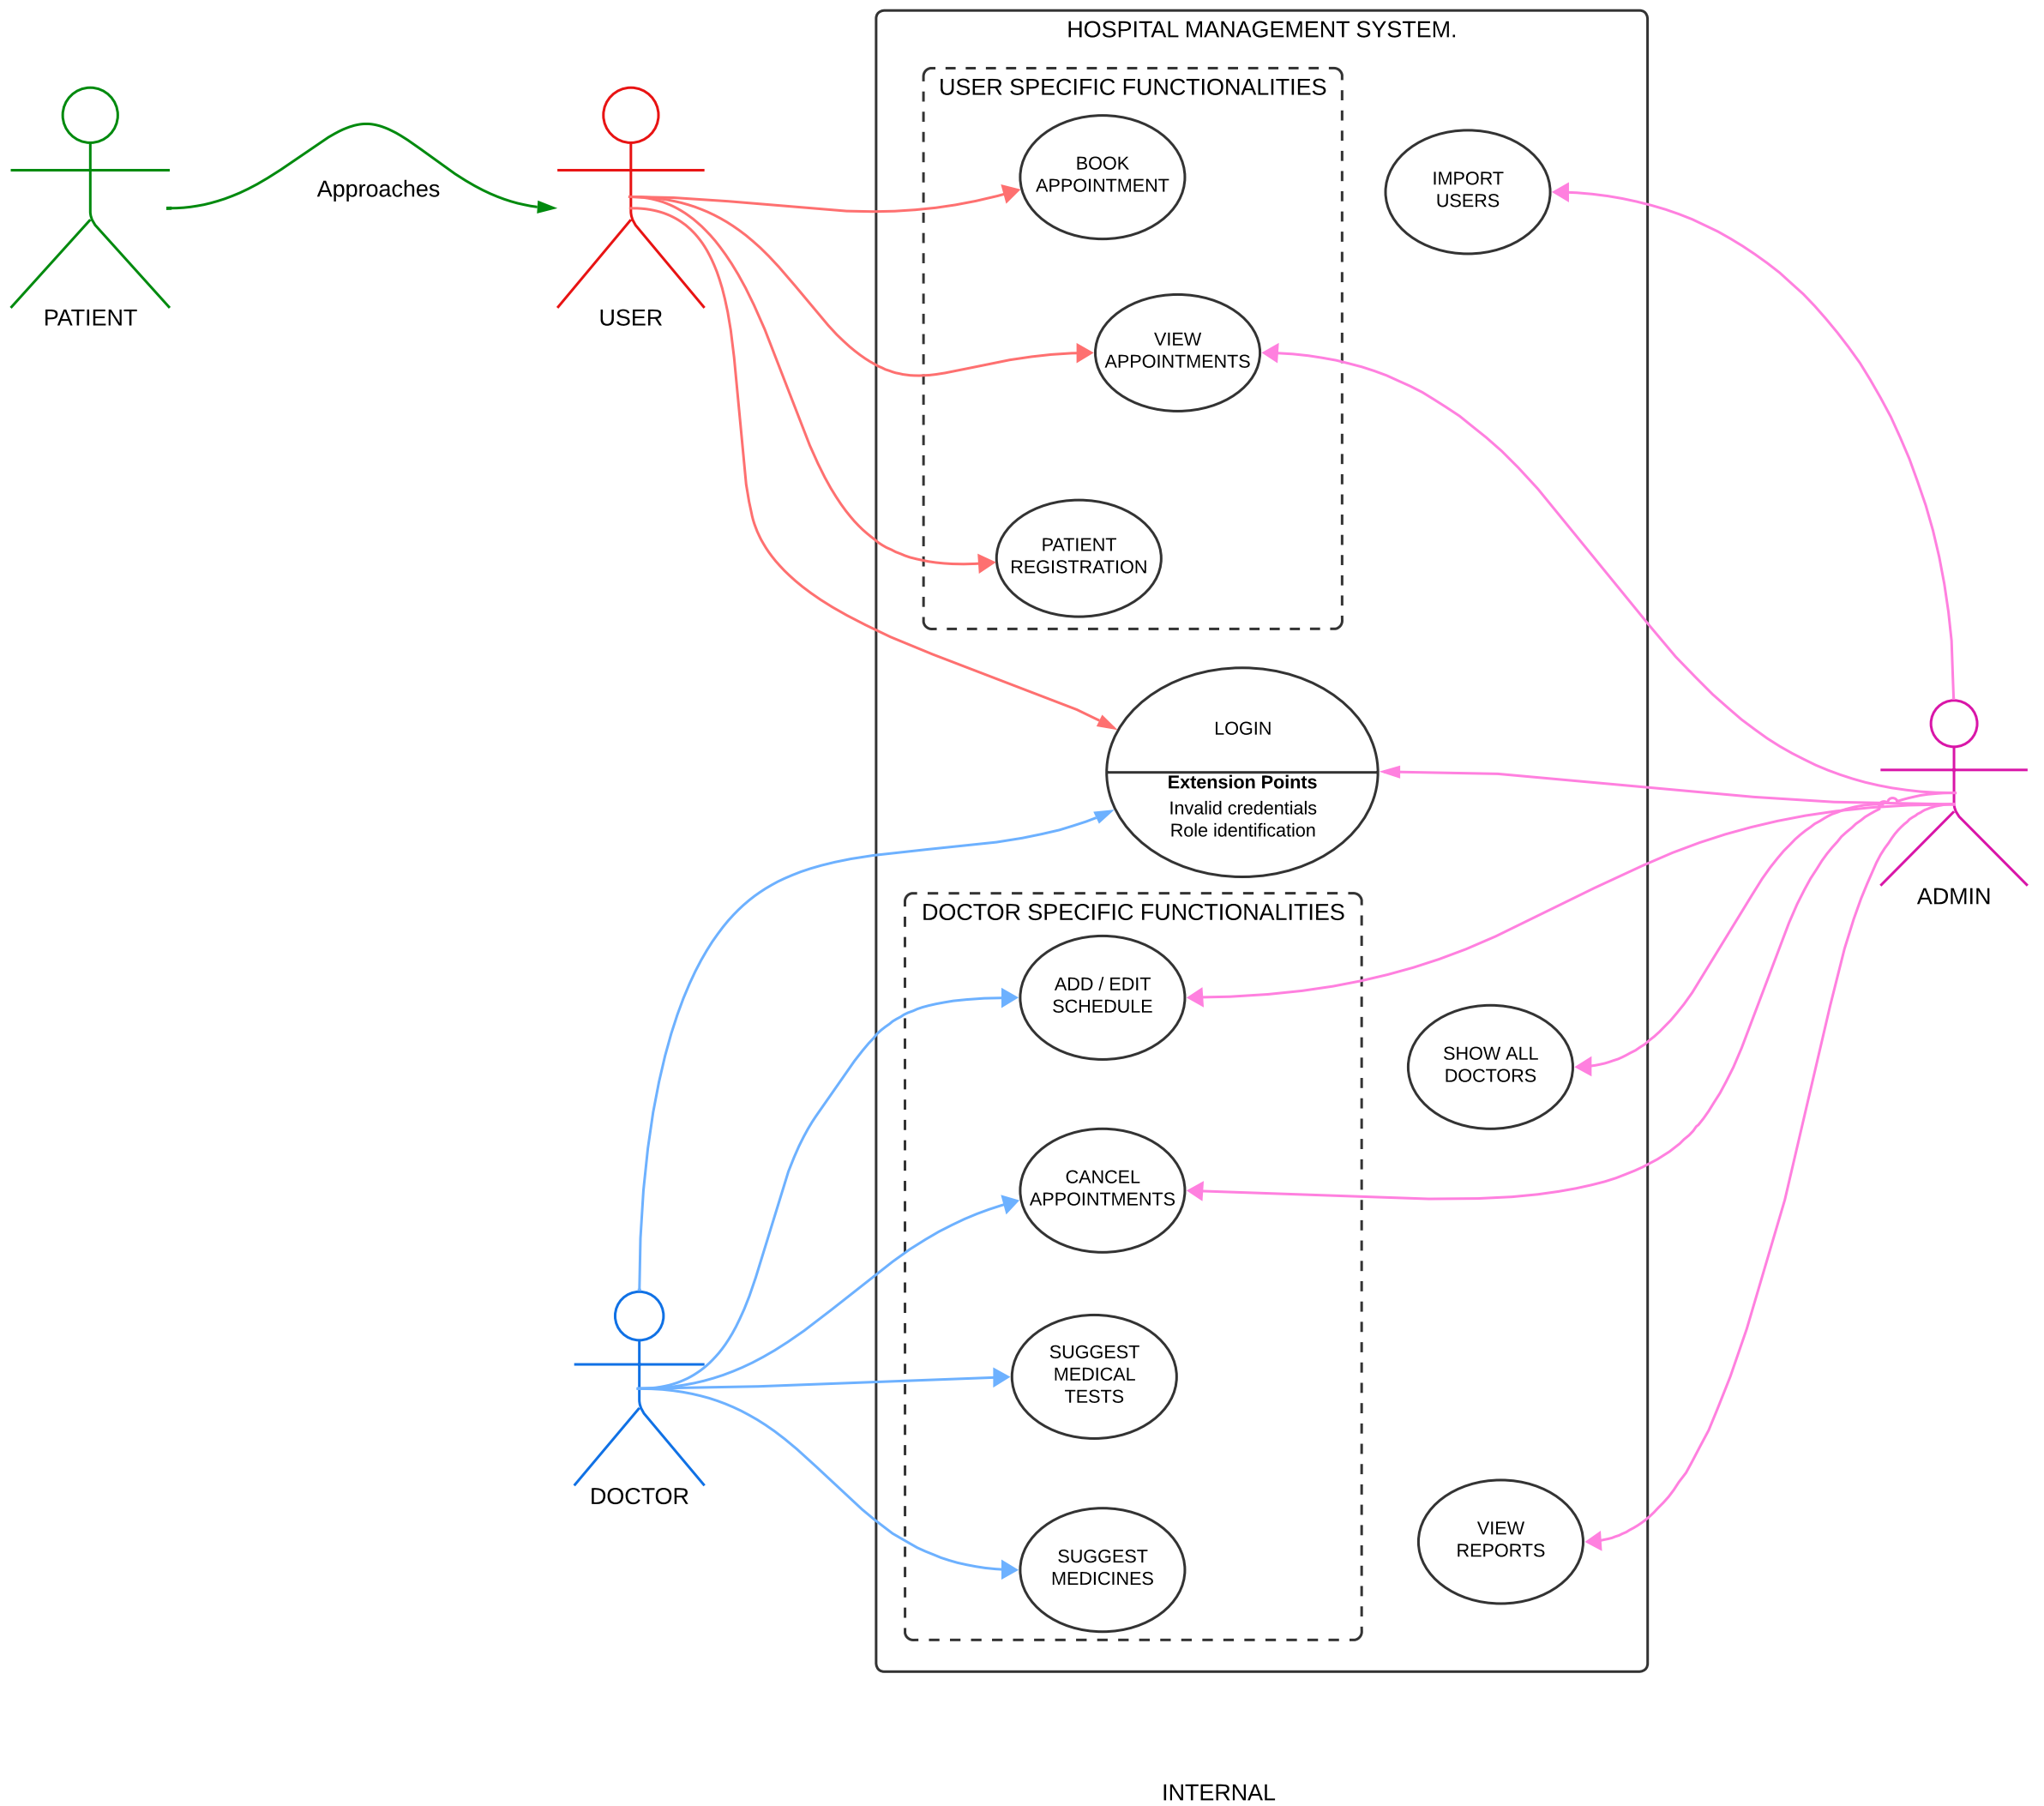 HOSPITAL MANAGEMENT SYSTEM.
USER SPECIFIC FUNCTIONALITIES
BOOK
APPOINTMENT
IMPORT
USERS
Approaches
PATIENT
USER
VIEW
APPOINTMENTS
PATIENT
REGISTRATION
LOGIN
Extension Points
Invalid credentials
Role identification
ADMIN
DOCTOR SPECIFIC FUNCTIONALITIES
ADD / EDIT
SCHEDULE
SHOW ALL
DOCTORS
CANCEL
APPOINTMENTS
SUGGEST
MEDICAL
TESTS
DOCTOR
VIEW
REPORTS
SUGGEST
MEDICINES
INTERNAL